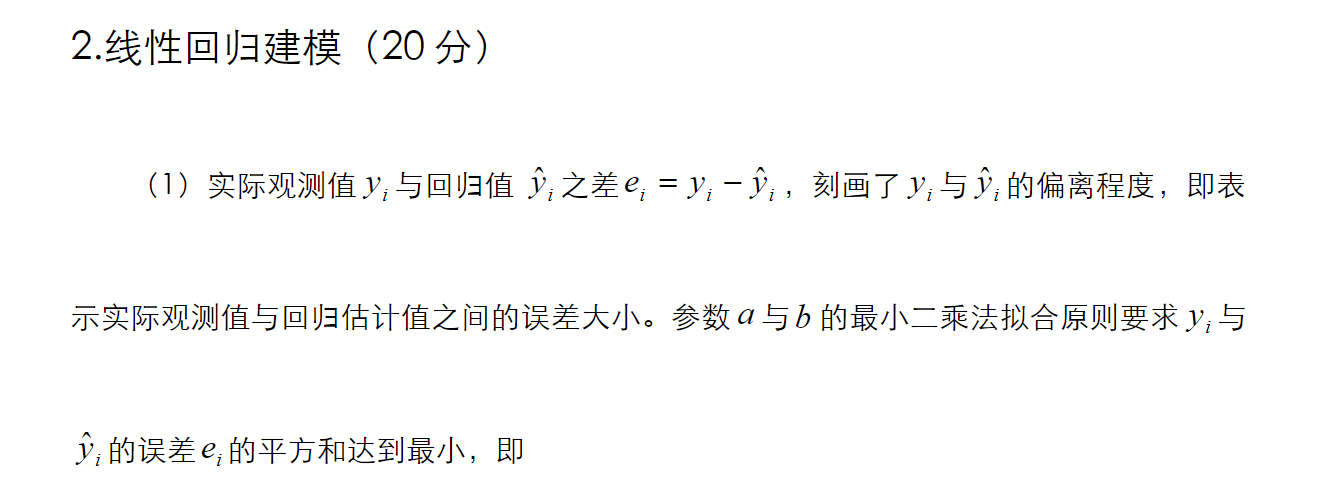 2.线性回归建模（20 分）
（1）实际观测值 yᵢ 与回归值 ŷᵢ 之差 eᵢ = yᵢ − ŷᵢ，刻画了 yᵢ 与 ŷᵢ 的偏离程度，即表
示实际观测值与回归估计值之间的误差大小。参数 a 与 b 的最小二乘法拟合原则要求 yᵢ 与
ŷᵢ 的误差 eᵢ 的平方和达到最小，即